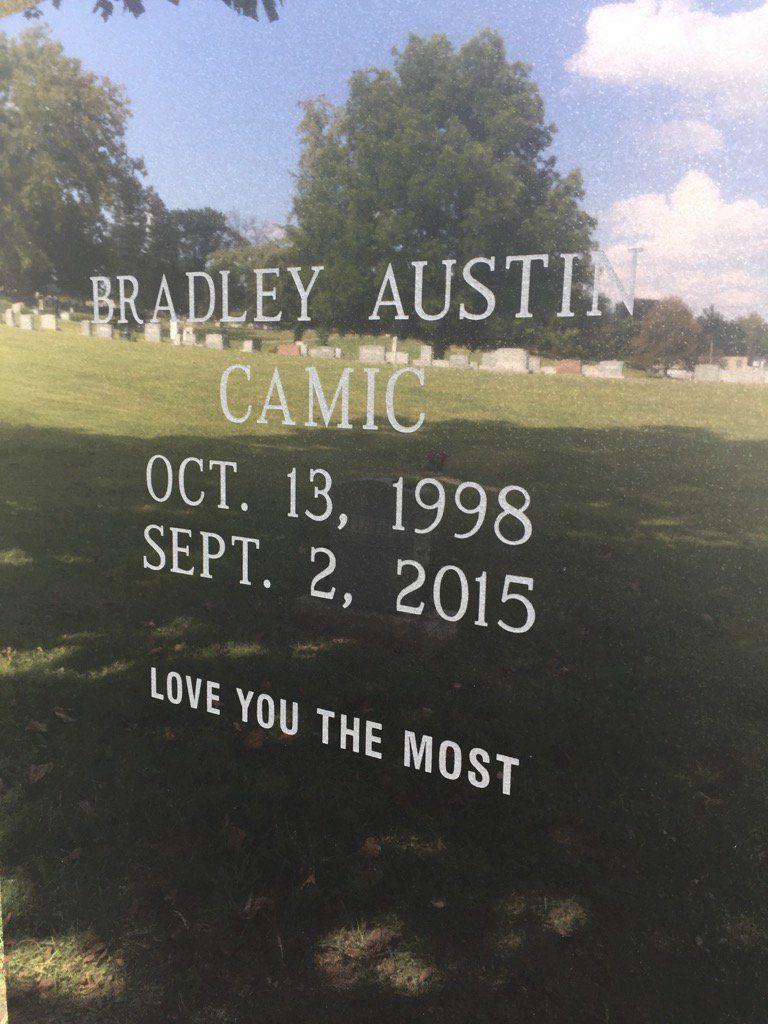 BRADLEY AUSTIN
CAMIC
OCT. 13, 1998
SEPT. 2, 2015
LOVE YOU THE MOST